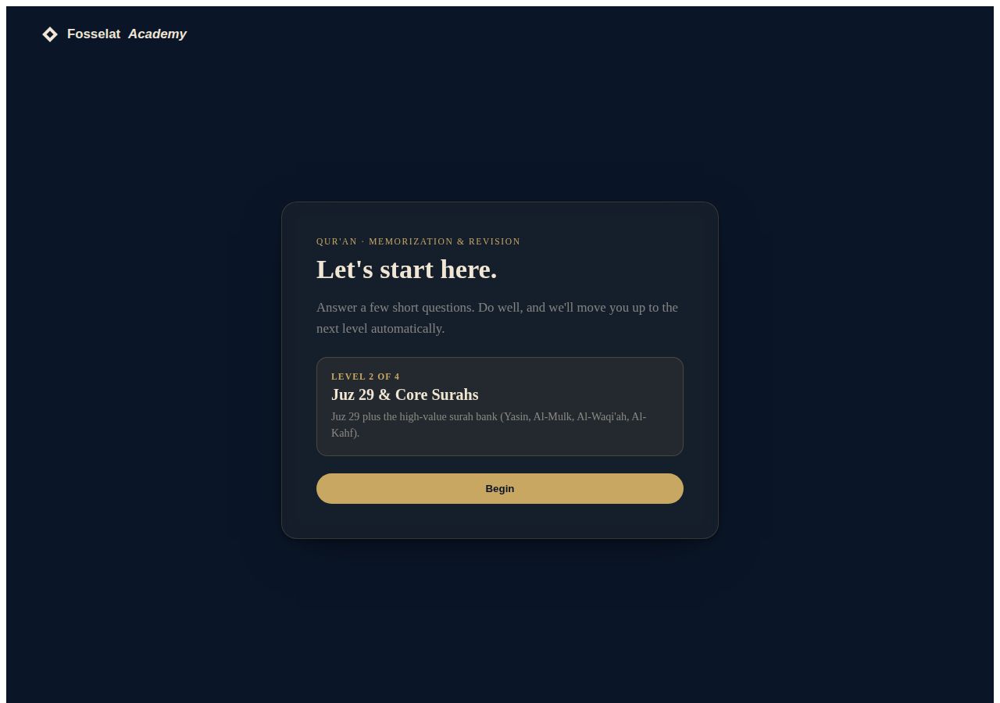 Fosselat Academy
QUR'AN · MEMORIZATION & REVISION
Let's start here.
Answer a few short questions. Do well, and we'll move you up to the
next level automatically.
LEVEL 2 OF 4
Juz 29 & Core Surahs
Juz 29 plus the high-value surah bank (Yasin, Al-Mulk, Al-Waqi'ah, Al-
Kahf).
Begin